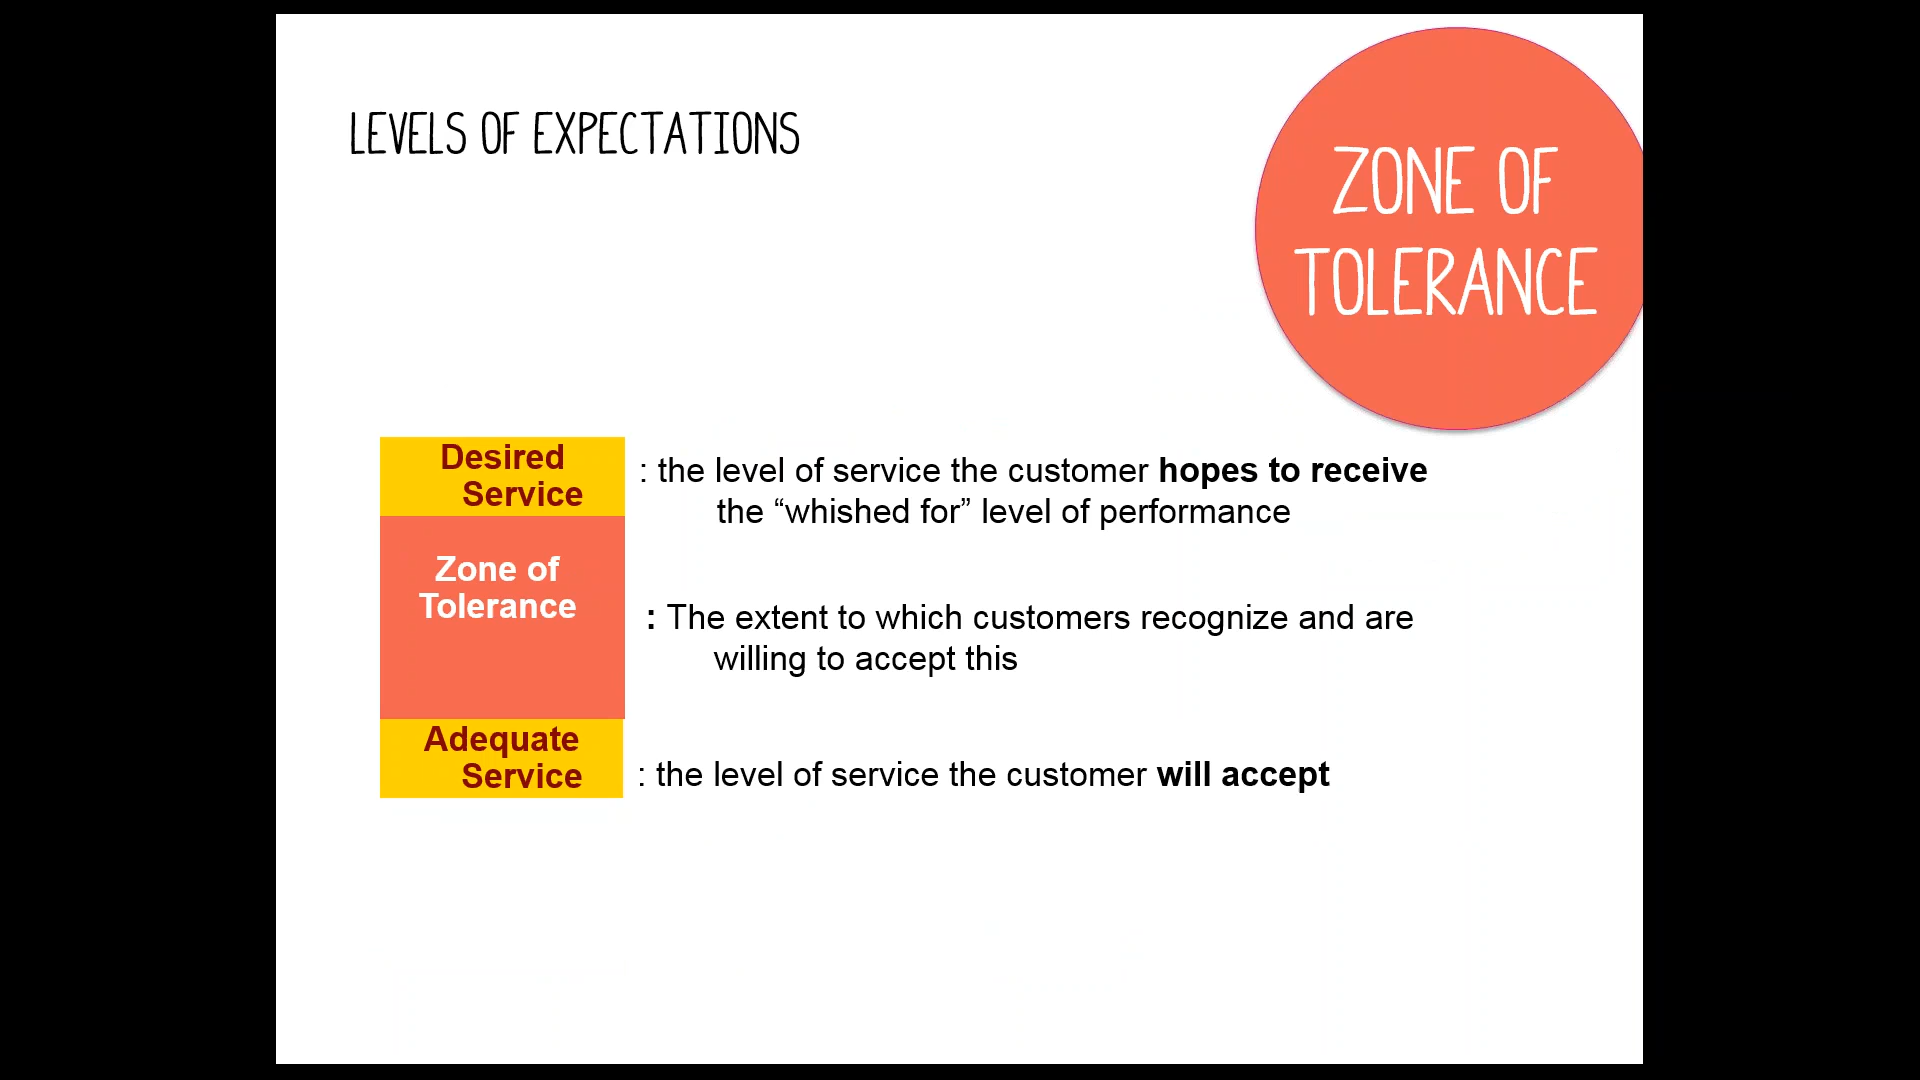 LEVELS OF EXPECTATIONS
ZONE OF
TOLERANCE
Desired
Service
: the level of service the customer hopes to receive
the “whished for” level of performance
Zone of
Tolerance
: The extent to which customers recognize and are
willing to accept this
Adequate
Service
: the level of service the customer will accept